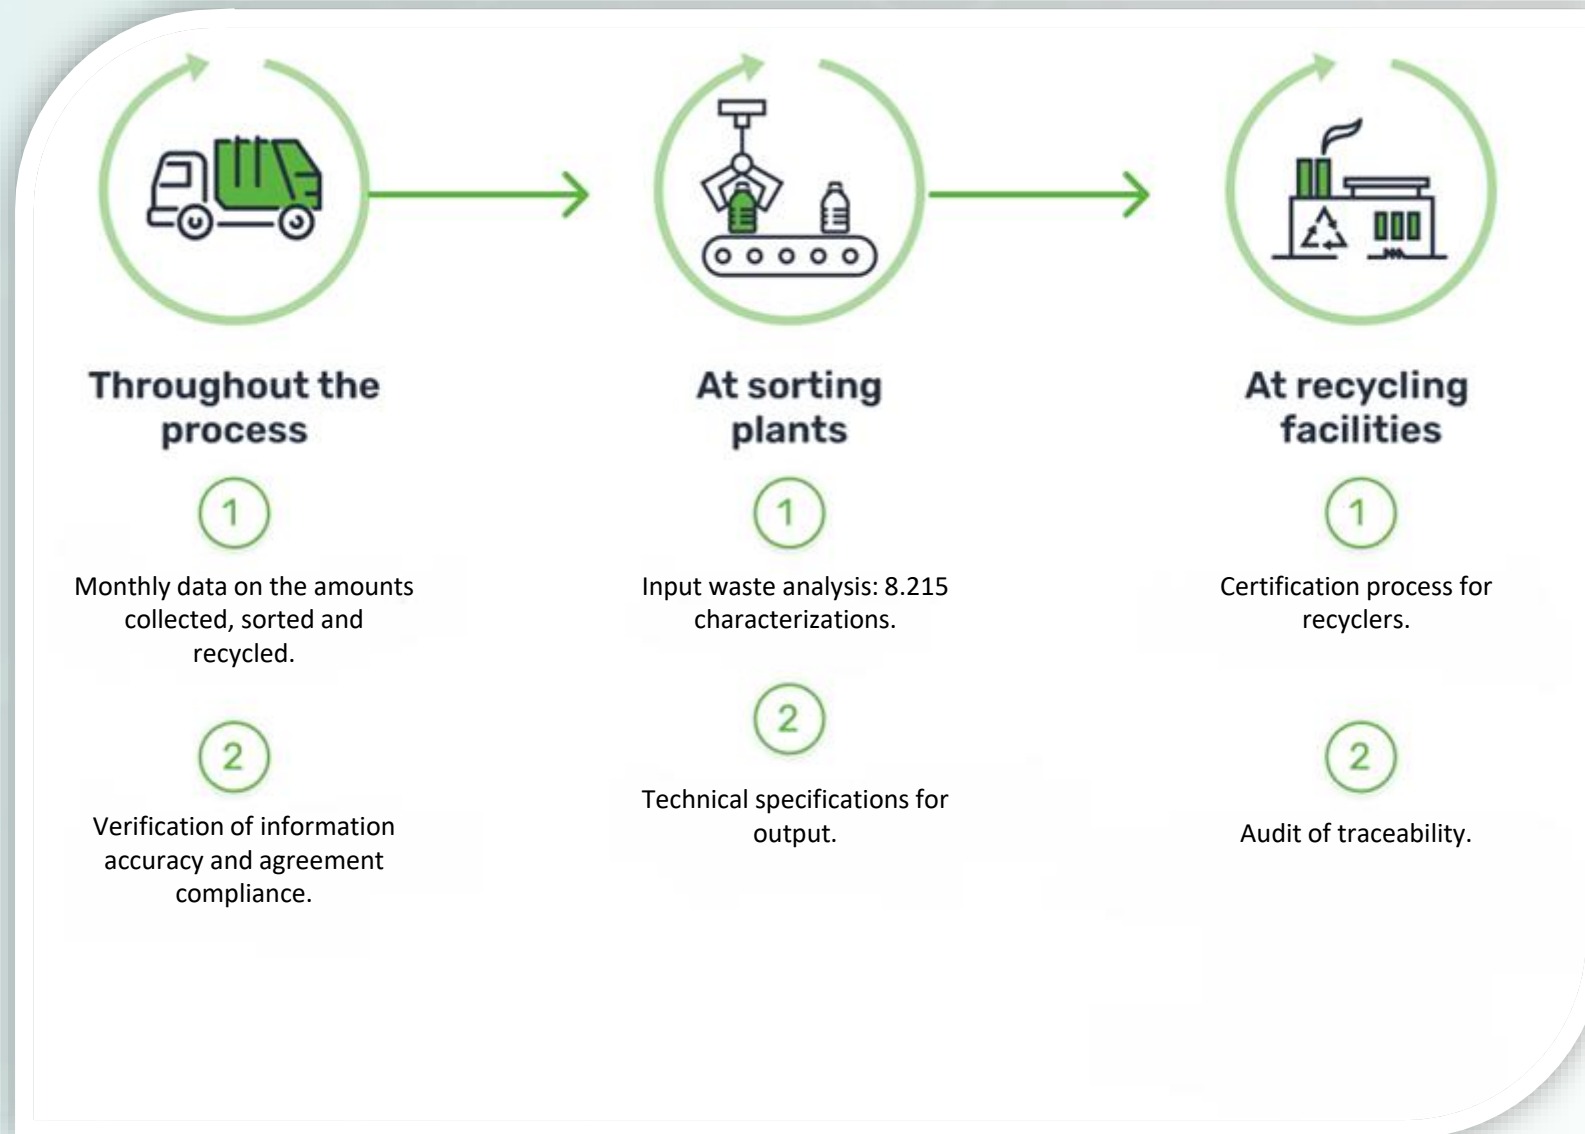 Throughout the
process
1
Monthly data on the amounts
collected, sorted and
recycled.
2
Verification of information
accuracy and agreement
compliance.
At sorting
plants
1
Input waste analysis: 8.215
characterizations.
2
Technical specifications for
output.
At recycling
facilities
1
Certification process for
recyclers.
2
Audit of traceability.